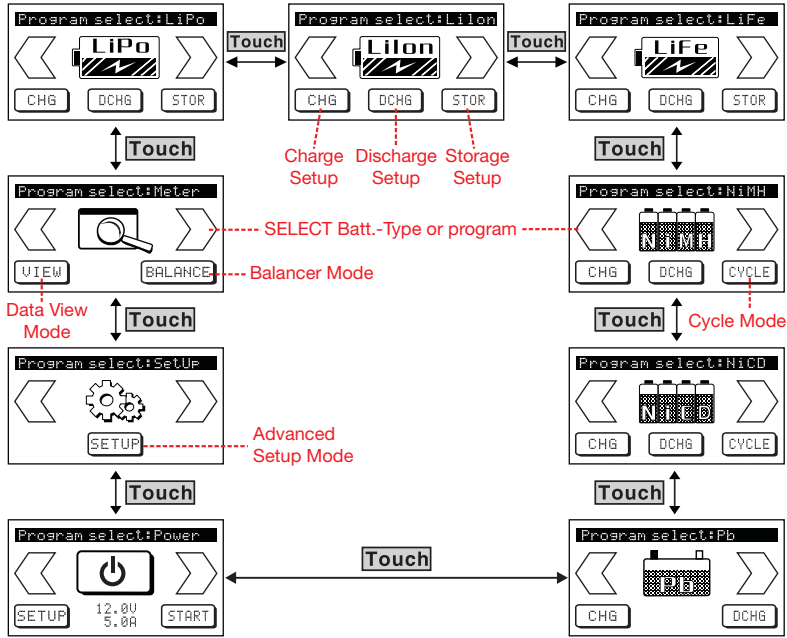 Program select:LiPo
LiPo
CHG DCHG STOR
Touch
Program select:LiIon
LiIon
CHG DCHG STOR
Touch
Program select:LiFe
LiFe
CHG DCHG STOR
Charge Setup
Discharge Setup
Storage Setup
Touch
Touch
Program select:Meter
VIEW BALANCE
SELECT Batt.-Type or program
Balancer Mode
Data View
Mode
Program select:NiMH
NiMH
CHG DCHG CYCLE
Cycle Mode
Touch
Touch
Program select:SetUp
SETUP
Advanced
Setup Mode
Program select:NiCD
NiCD
CHG DCHG CYCLE
Touch
Touch
Program select:Power
SETUP 12.0V 5.0A START
Touch
Program select:Pb
Pb
CHG DCHG